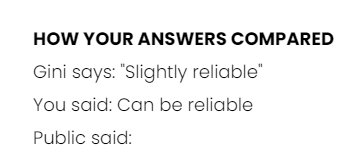 HOW YOUR ANSWERS COMPARED
Gini says: "Slightly reliable"
You said: Can be reliable
Public said: